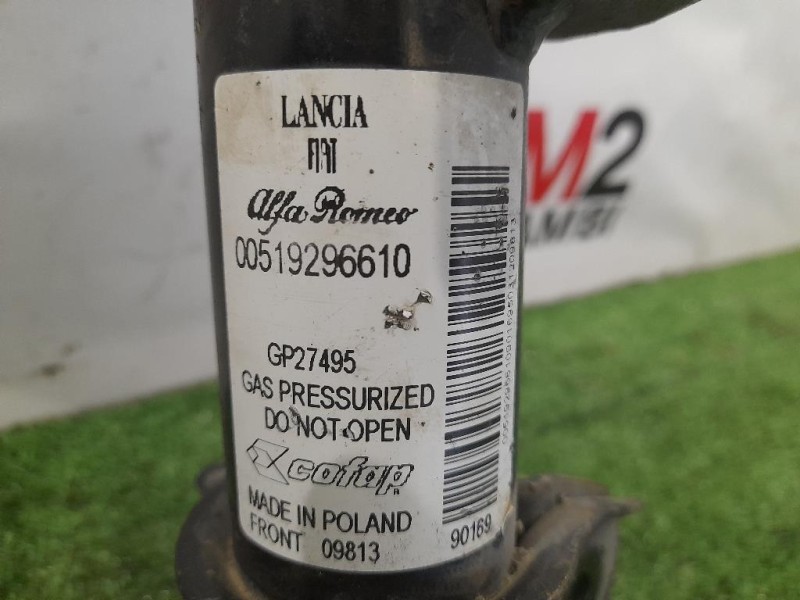 LANCIA
FIAT
Alfa Romeo
00519296610
GP27495
GAS PRESSURIZED
DO NOT OPEN
cofap
MADE IN POLAND
FRONT 09813
90169
M2